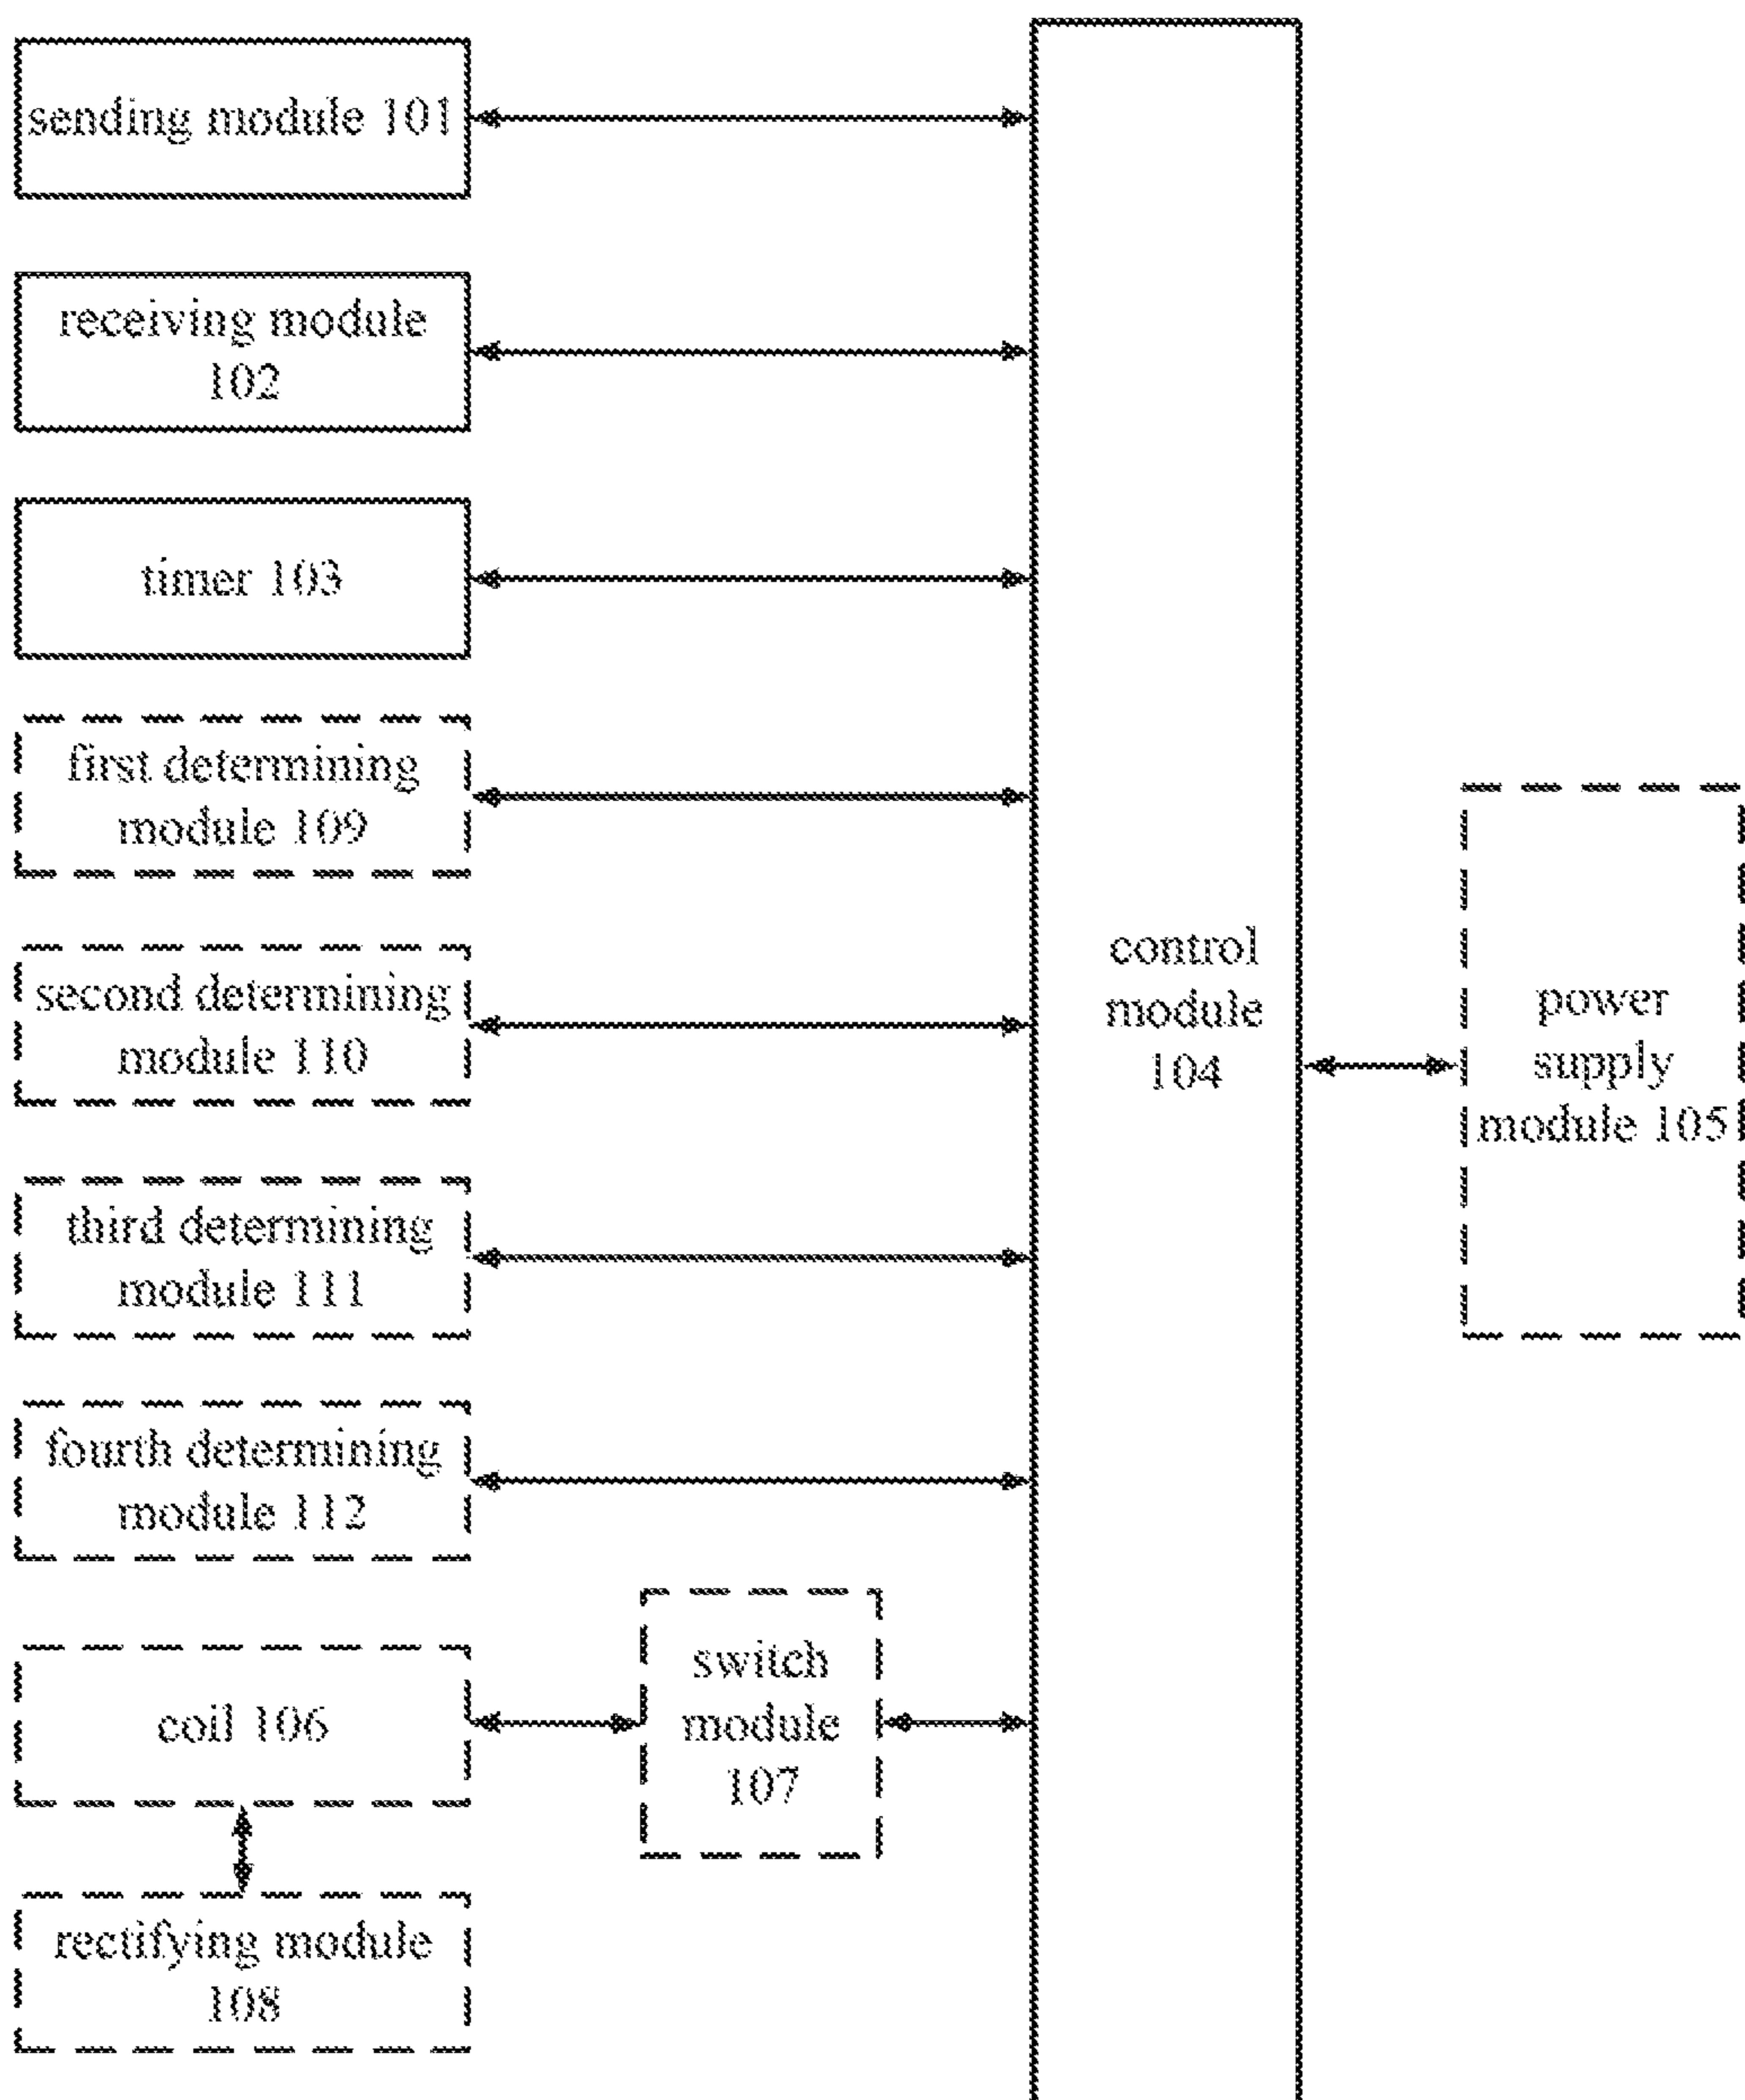 sending module 101
receiving module
102
timer 103
first determining
module 109
second determining
module 110
third determining
module 111
fourth determining
module 112
coil 106
rectifying module
108
switch
module
107
control
module
104
power
supply
module 105